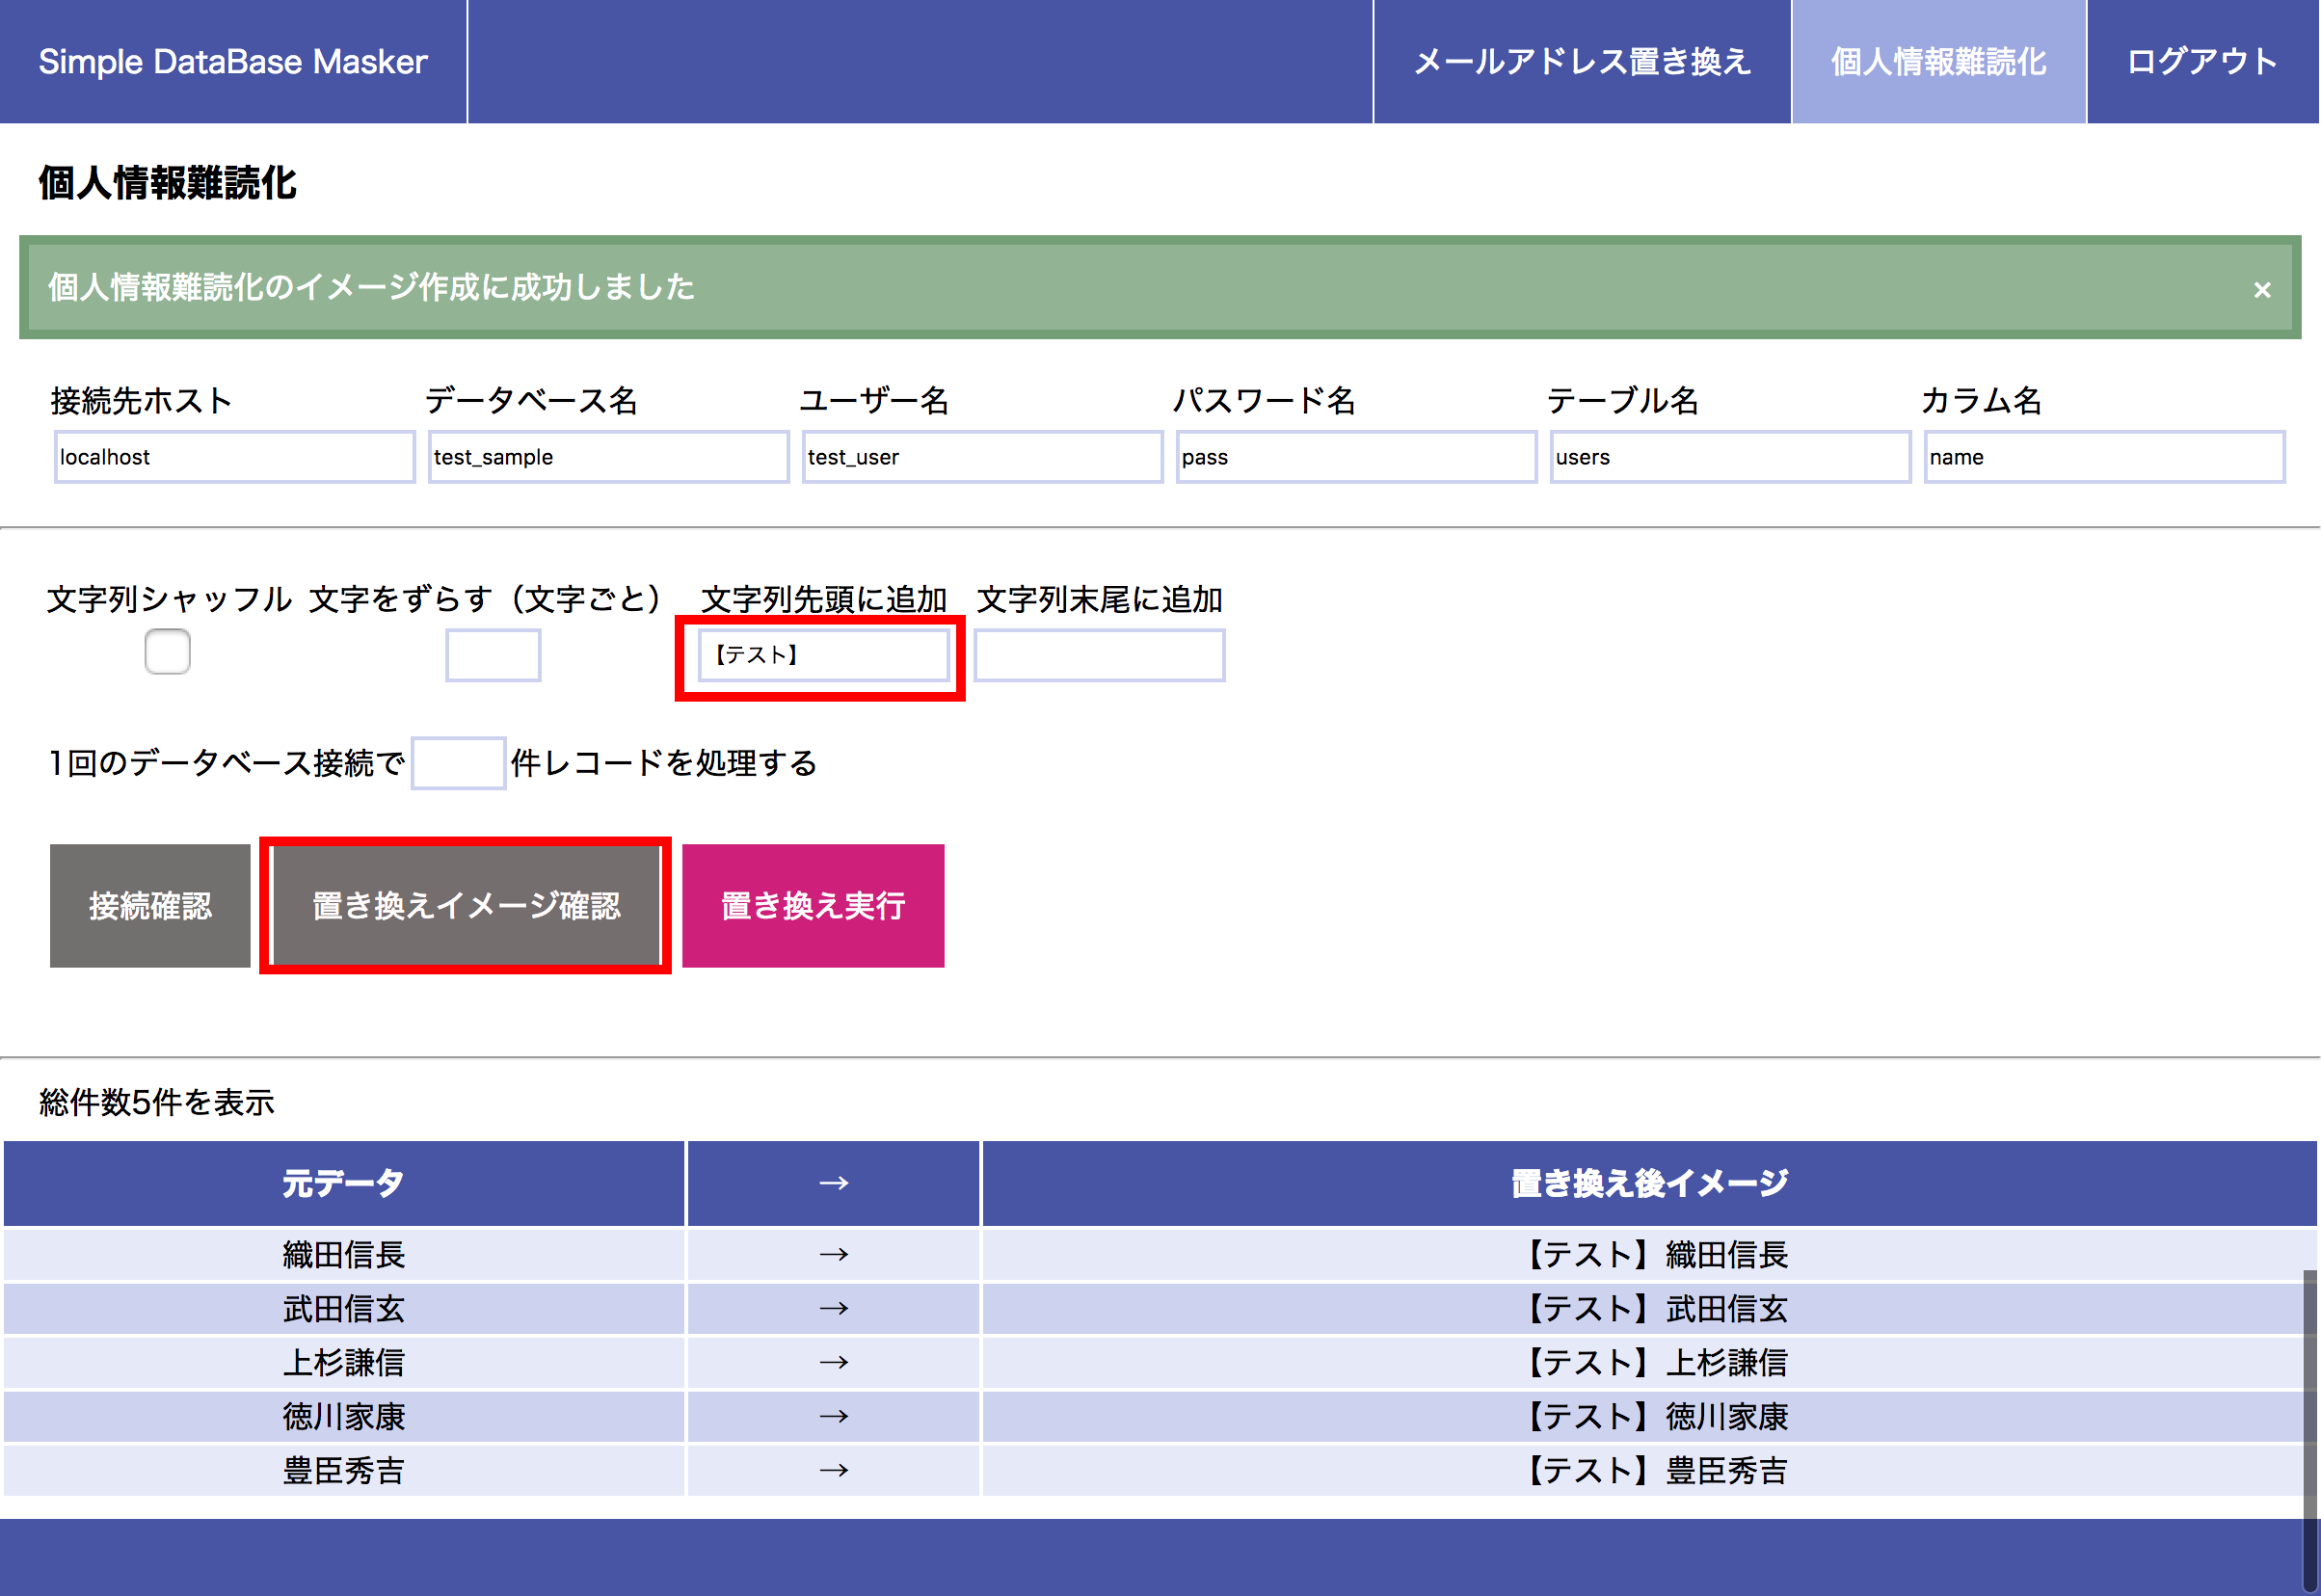 Simple DataBase Masker メールアドレス置き換え 個人情報難読化 ログアウト
個人情報難読化
個人情報難読化のイメージ作成に成功しました ×
接続先ホスト データベース名 ユーザー名 パスワード名 テーブル名 カラム名
localhost test_sample test_user pass users name
文字列シャッフル 文字をずらす（文字ごと） 文字列先頭に追加 文字列末尾に追加
【テスト】
1回のデータベース接続で 件レコードを処理する
接続確認 置き換えイメージ確認 置き換え実行
総件数5件を表示
元データ → 置き換え後イメージ
織田信長 → 【テスト】織田信長
武田信玄 → 【テスト】武田信玄
上杉謙信 → 【テスト】上杉謙信
徳川家康 → 【テスト】徳川家康
豊臣秀吉 → 【テスト】豊臣秀吉